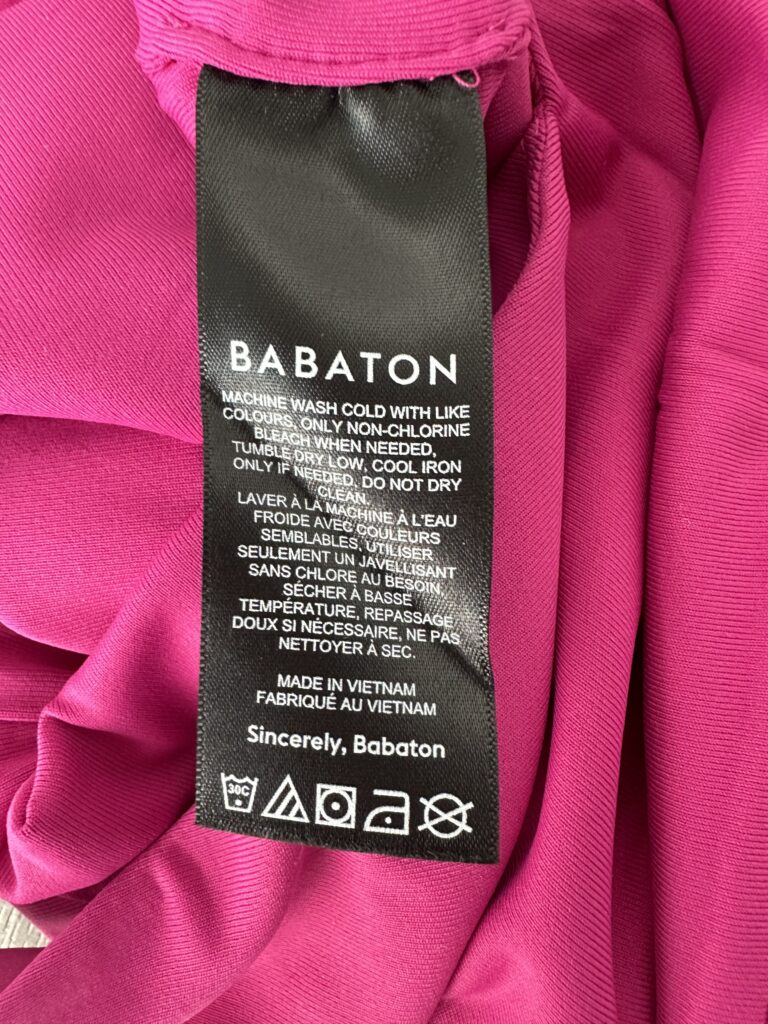 BABATON
MACHINE WASH COLD WITH LIKE
COLOURS, ONLY NON-CHLORINE
BLEACH WHEN NEEDED,
TUMBLE DRY LOW, COOL IRON
ONLY IF NEEDED, DO NOT DRY
CLEAN.
LAVER À LA MACHINE À L'EAU
FROIDE AVEC COULEURS
SEMBLABLES, UTILISER
SEULEMENT UN JAVELLISANT
SANS CHLORE AU BESOIN,
SÉCHER À BASSE
TEMPÉRATURE, REPASSAGE
DOUX SI NÉCESSAIRE, NE PAS
NETTOYER À SEC.
MADE IN VIETNAM
FABRIQUÉ AU VIETNAM
Sincerely, Babaton
30C